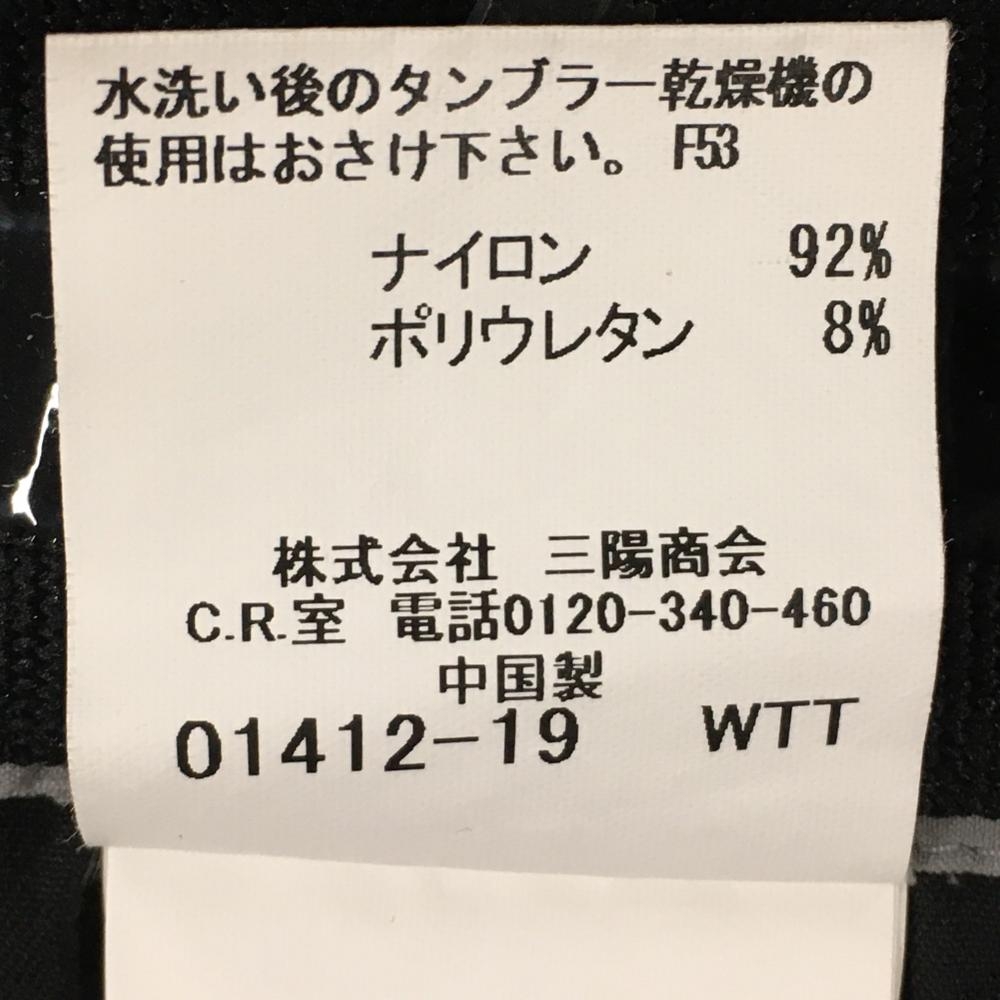 水洗い後のタンブラー乾燥機の
使用はおさけ下さい。 F53
ナイロン 92%
ポリウレタン 8%
株式会社 三陽商会
C.R.室 電話0120-340-460
中国製
01412-19 WTT